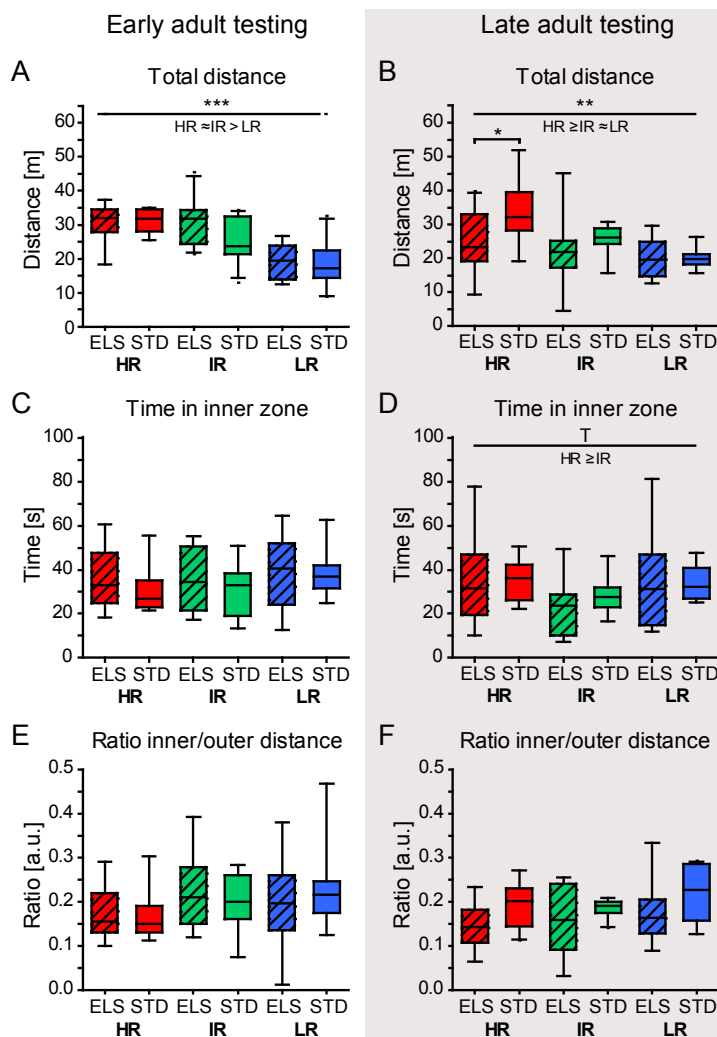 Early adult testing
Late adult testing
A
Total distance
***
HR ≈IR > LR
Distance [m]
60
50
40
30
20
10
0
ELS STD ELS STD ELS STD
HR IR LR
B
Total distance
**
HR ≥IR ≈LR
*
Distance [m]
60
50
40
30
20
10
0
ELS STD ELS STD ELS STD
HR IR LR
C
Time in inner zone
Time [s]
100
80
60
40
20
0
ELS STD ELS STD ELS STD
HR IR LR
D
Time in inner zone
T
HR ≥IR
Time [s]
100
80
60
40
20
0
ELS STD ELS STD ELS STD
HR IR LR
E
Ratio inner/outer distance
Ratio [a.u.]
0.5
0.4
0.3
0.2
0.1
0.0
ELS STD ELS STD ELS STD
HR IR LR
F
Ratio inner/outer distance
Ratio [a.u.]
0.5
0.4
0.3
0.2
0.1
0.0
ELS STD ELS STD ELS STD
HR IR LR